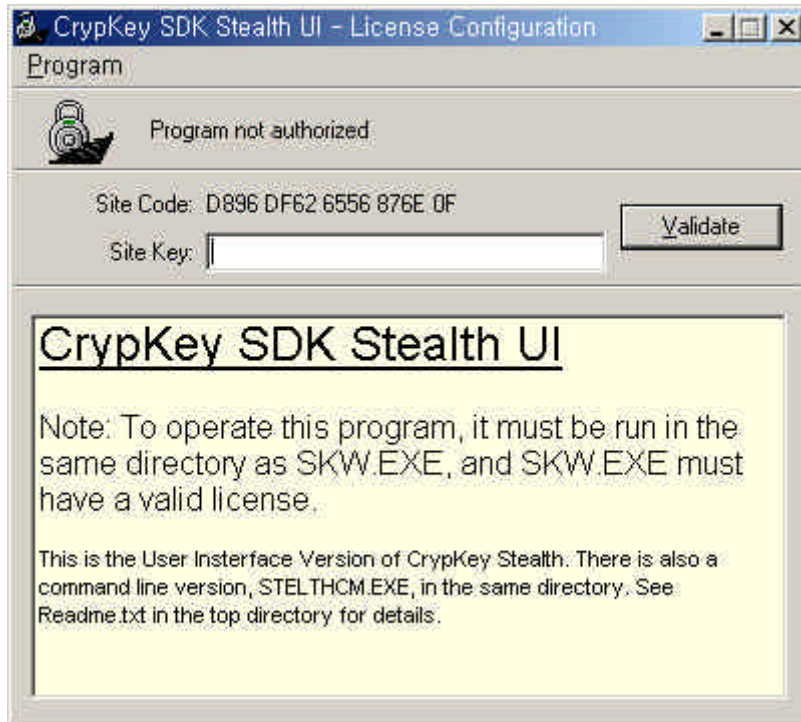 CrypKey SDK Stealth UI - License Configuration
Program
Program not authorized
Site Code: D896 DF62 6556 876E 0F
Validate
Site Key:
CrypKey SDK Stealth UI
Note: To operate this program, it must be run in the
same directory as SKW.EXE, and SKW.EXE must
have a valid license.
This is the User Insterface Version of CrypKey Stealth. There is also a
command line version, STELTHCM.EXE, in the same directory. See
Readme.txt in the top directory for details.